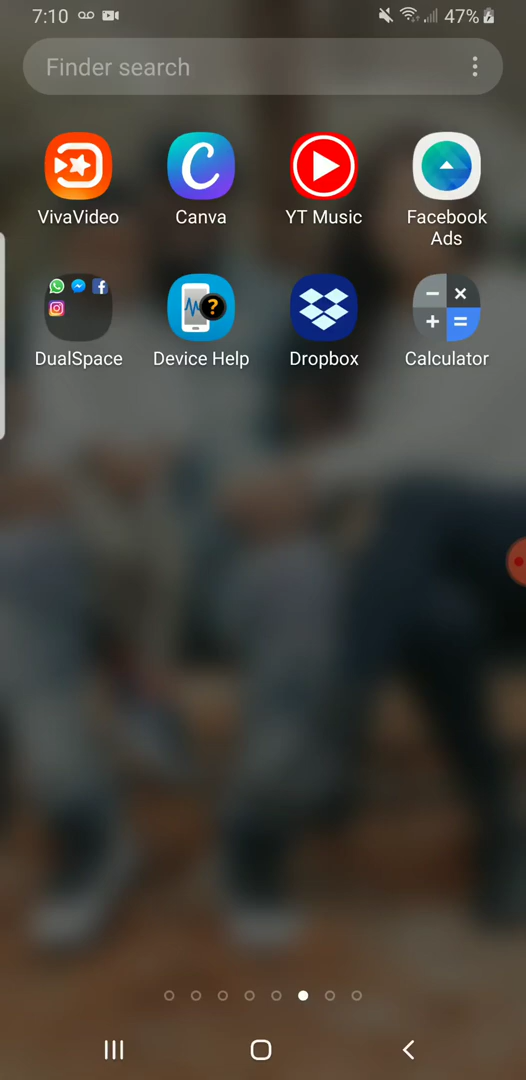 7:10 47%
Finder search
VivaVideo Canva YT Music Facebook Ads
DualSpace Device Help Dropbox Calculator